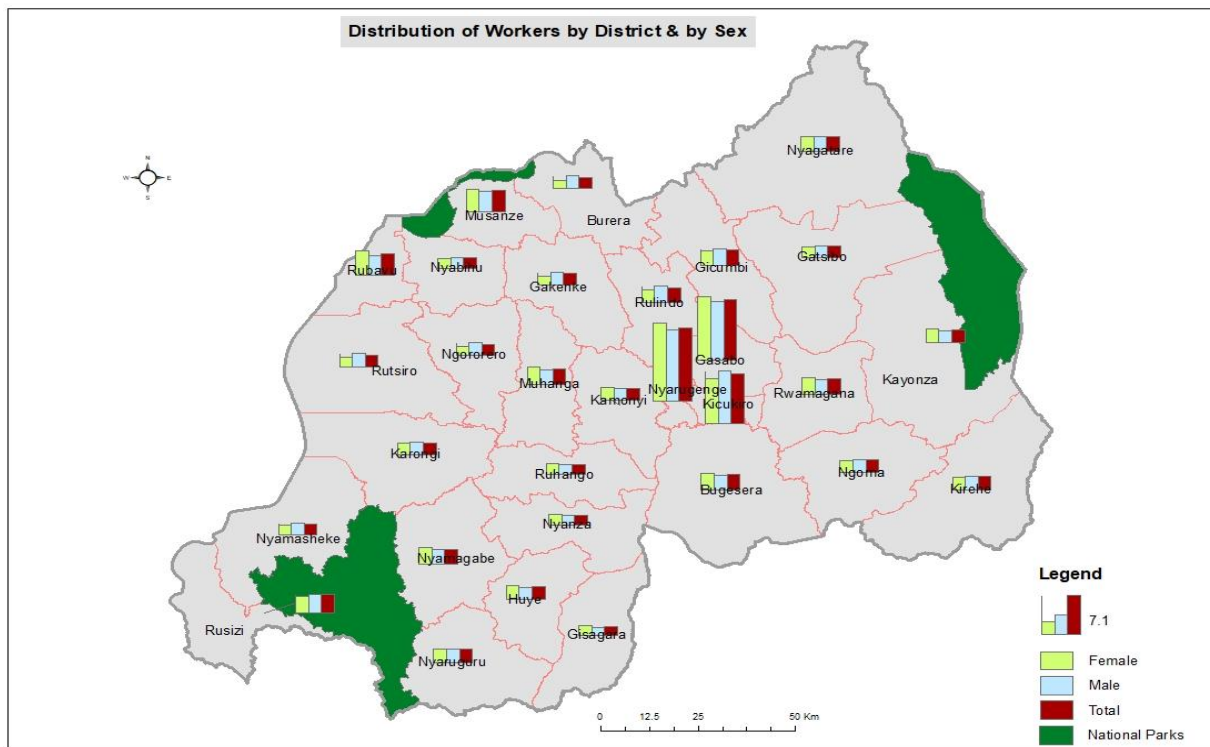 Distribution of Workers by District & by Sex
N
W E
S
Nyagatare
Musanze
Burera
Rubavu
Nyabihu
Gakenke
Gicumbi
Gatsibo
Rulindo
Gasabo
Ngororero
Rutsiro
Muhanga
Kamonyi
Nyarugenge
Kicukiro
Rwamagana
Kayonza
Karongi
Ruhango
Bugesera
Ngoma
Kirehe
Nyamasheke
Nyanza
Nyamagabe
Huye
Rusizi
Gisagara
Nyaruguru
Legend
7.1
Female
Male
Total
National Parks
0 12.5 25 50 Km